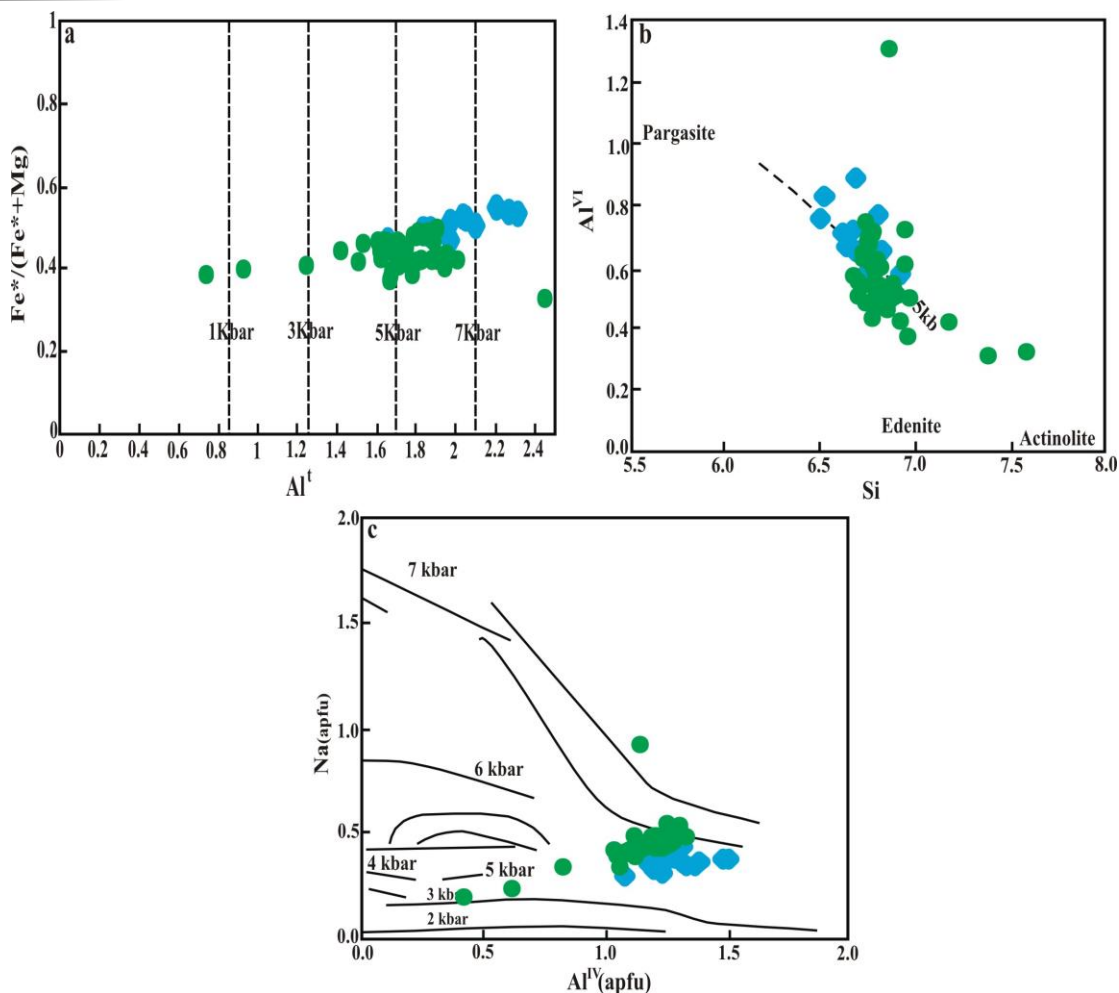 a
1
0.8
0.6
0.4
0.2
0
Fe*/(Fe*+Mg)
1Kbar 3Kbar 5Kbar 7Kbar
0 0.2 0.4 0.6 0.8 1 1.2 1.4 1.6 1.8 2 2.2 2.4
Alᵗ
b
1.4
1.2
1.0
0.8
0.6
0.4
0.2
0.0
Al^VI
Pargasite
5kb
Edenite
Actinolite
5.5 6.0 6.5 7.0 7.5 8.0
Si
c
2.0
1.5
1.0
0.5
0.0
Na(apfu)
7 kbar
6 kbar
4 kbar
5 kbar
3 kbar
2 kbar
0.0 0.5 1.0 1.5 2.0
Al^IV(apfu)